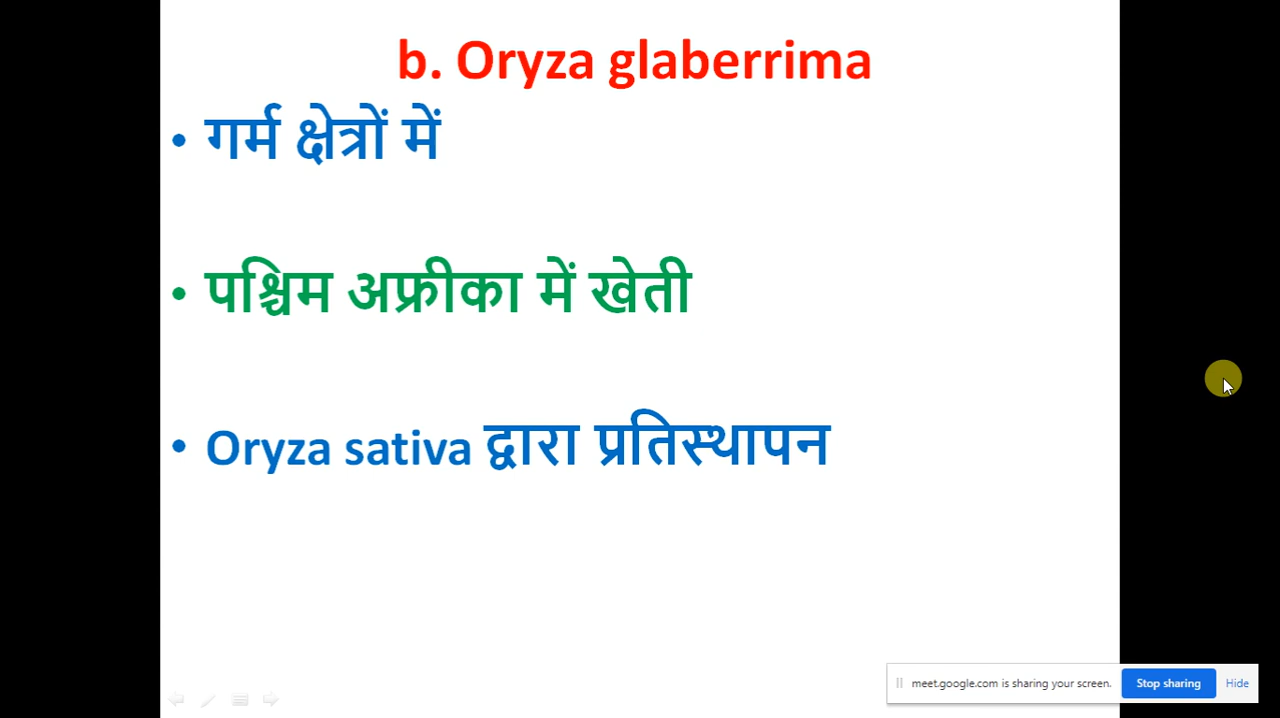 b. Oryza glaberrima
• गर्म क्षेत्रों में
• पश्चिम अफ्रीका में खेती
• Oryza sativa द्वारा प्रतिस्थापन
meet.google.com is sharing your screen. Stop sharing Hide